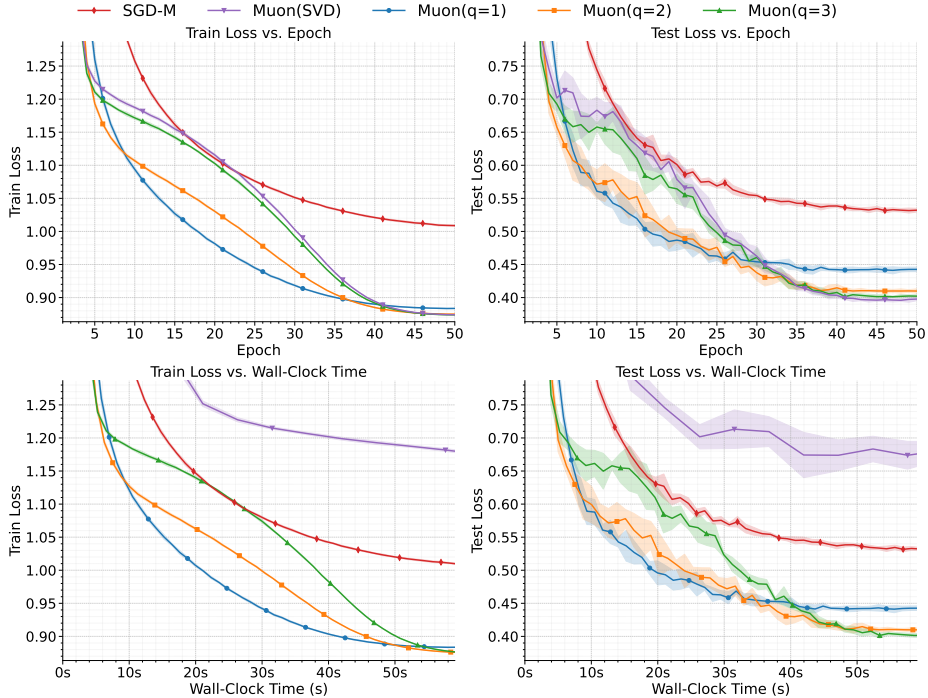 SGD-M Muon(SVD) Muon(q=1) Muon(q=2) Muon(q=3)
Train Loss vs. Epoch
Train Loss
1.25
1.20
1.15
1.10
1.05
1.00
0.95
0.90
5 10 15 20 25 30 35 40 45 50
Epoch
Test Loss vs. Epoch
Test Loss
0.75
0.70
0.65
0.60
0.55
0.50
0.45
0.40
5 10 15 20 25 30 35 40 45 50
Epoch
Train Loss vs. Wall-Clock Time
Train Loss
1.25
1.20
1.15
1.10
1.05
1.00
0.95
0.90
0s 10s 20s 30s 40s 50s
Wall-Clock Time (s)
Test Loss vs. Wall-Clock Time
Test Loss
0.75
0.70
0.65
0.60
0.55
0.50
0.45
0.40
0s 10s 20s 30s 40s 50s
Wall-Clock Time (s)